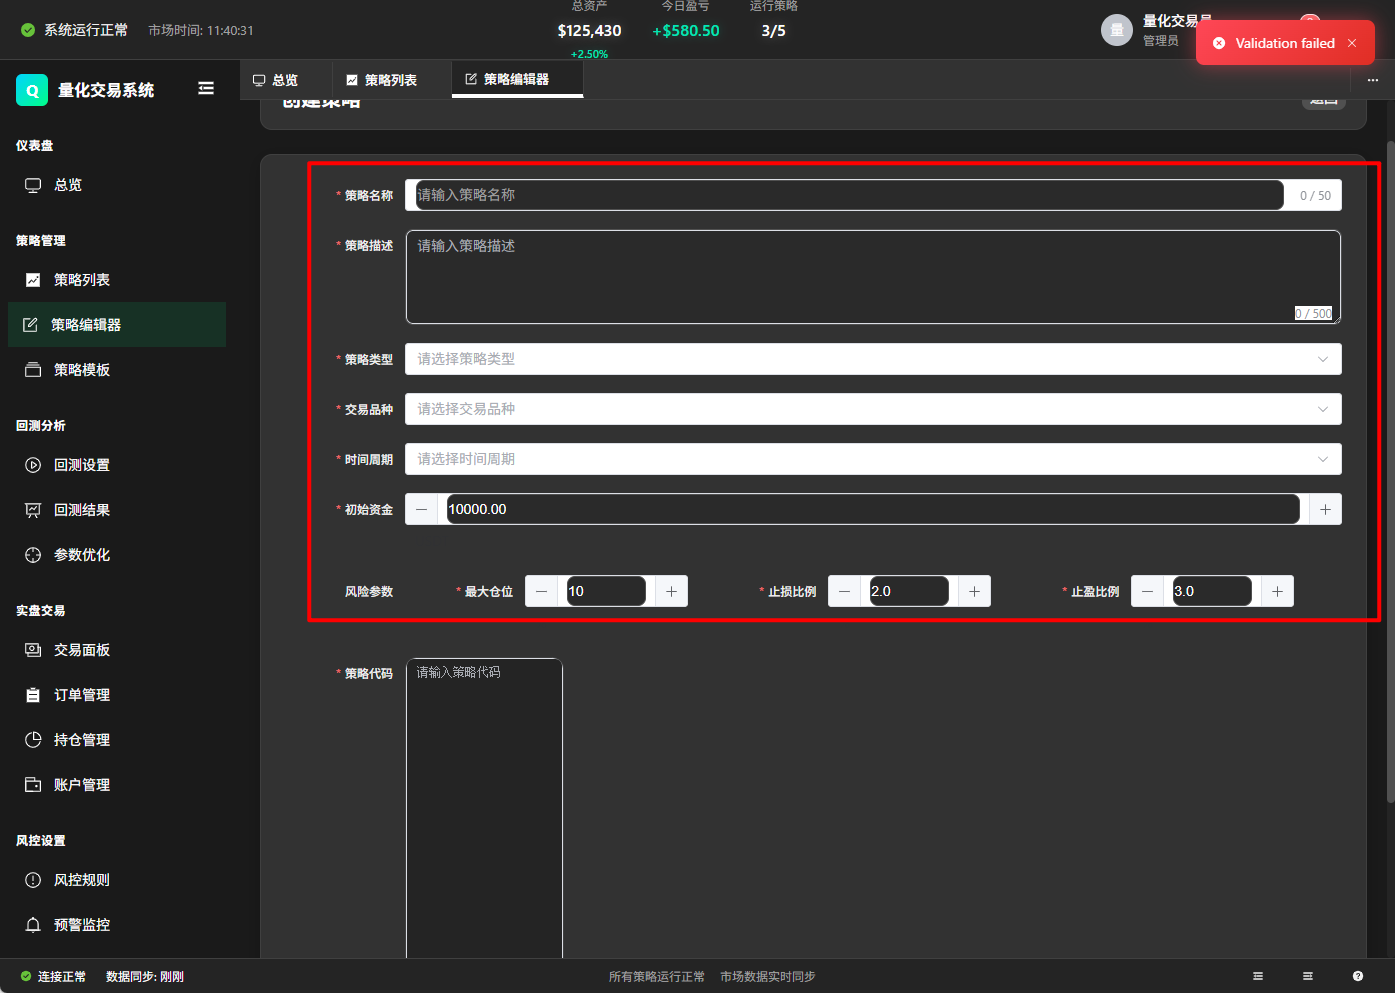 系统运行正常 市场时间: 11:40:31
总资产 今日盈亏 运行策略
$125,430 +$580.50 3/5
+2.50%
量 量化交易员
管理员
Validation failed
Q 量化交易系统
总览 策略列表 策略编辑器
创建策略 返回
仪表盘
总览
策略管理
策略列表
策略编辑器
策略模板
回测分析
回测设置
回测结果
参数优化
实盘交易
交易面板
订单管理
持仓管理
账户管理
风控设置
风控规则
预警监控
* 策略名称 请输入策略名称 0 / 50
* 策略描述 请输入策略描述
0 / 500
* 策略类型 请选择策略类型
* 交易品种 请选择交易品种
* 时间周期 请选择时间周期
* 初始资金 10000.00
风险参数 * 最大仓位 10 * 止损比例 2.0 * 止盈比例 3.0
* 策略代码 请输入策略代码
连接正常 数据同步: 刚刚 所有策略运行正常 市场数据实时同步